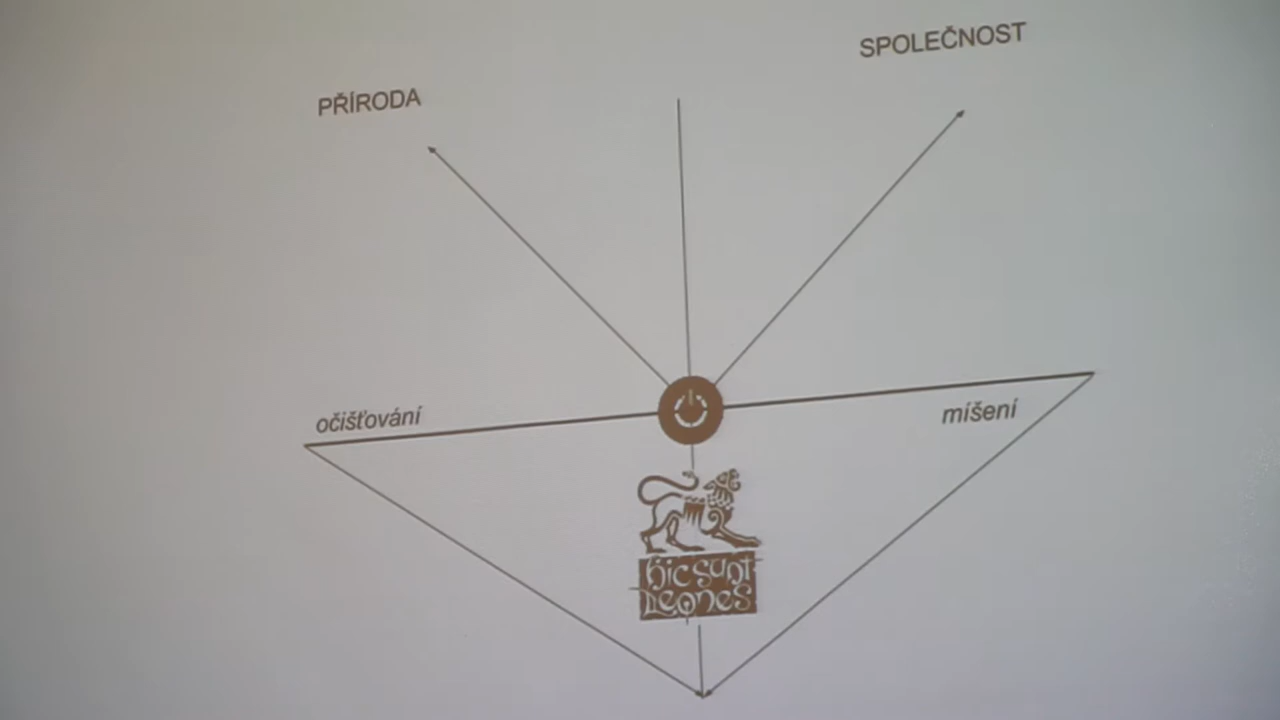 SPOLEČNOST
PŘÍRODA
očišťování
míšení
hic sunt
leones